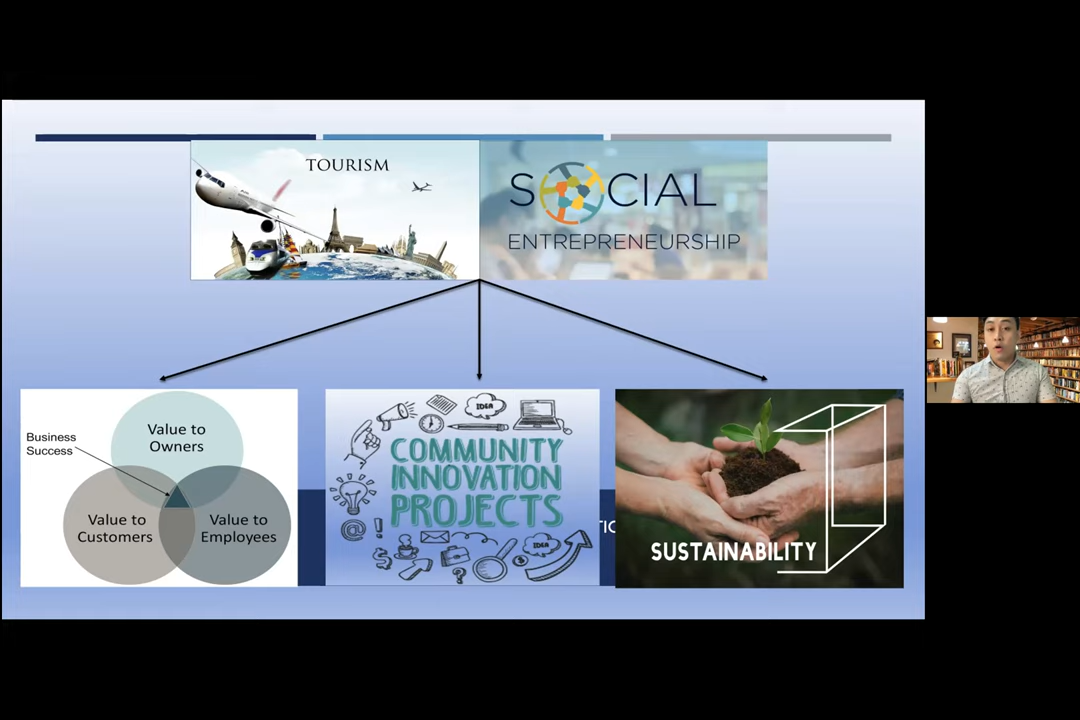 TOURISM
SOCIAL
ENTREPRENEURSHIP
Business
Success
Value to
Owners
Value to
Customers
Value to
Employees
IDEA
COMMUNITY
INNOVATION
PROJECTS
IDEA
SUSTAINABILITY